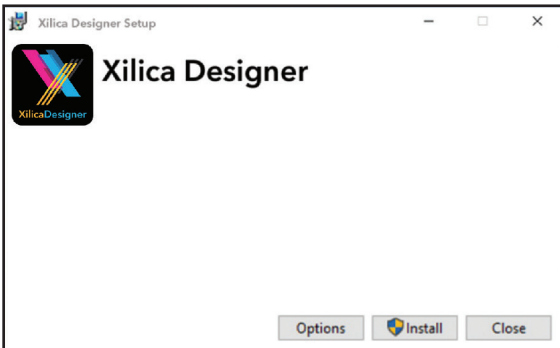 Xilica Designer Setup
Xilica Designer
XilicaDesigner
Options
Install
Close